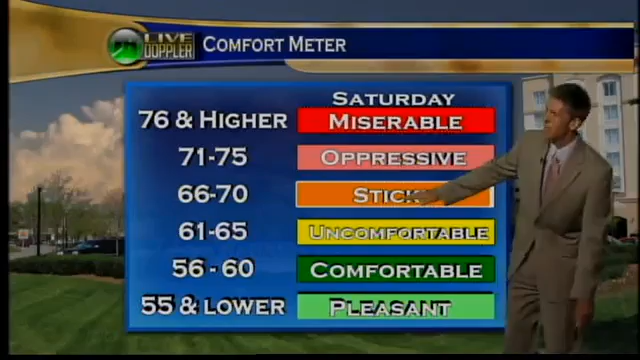 LIVE DOPPLER
COMFORT METER
SATURDAY
76 & HIGHER MISERABLE
71-75 OPPRESSIVE
66-70 STICKY
61-65 UNCOMFORTABLE
56-60 COMFORTABLE
55 & LOWER PLEASANT